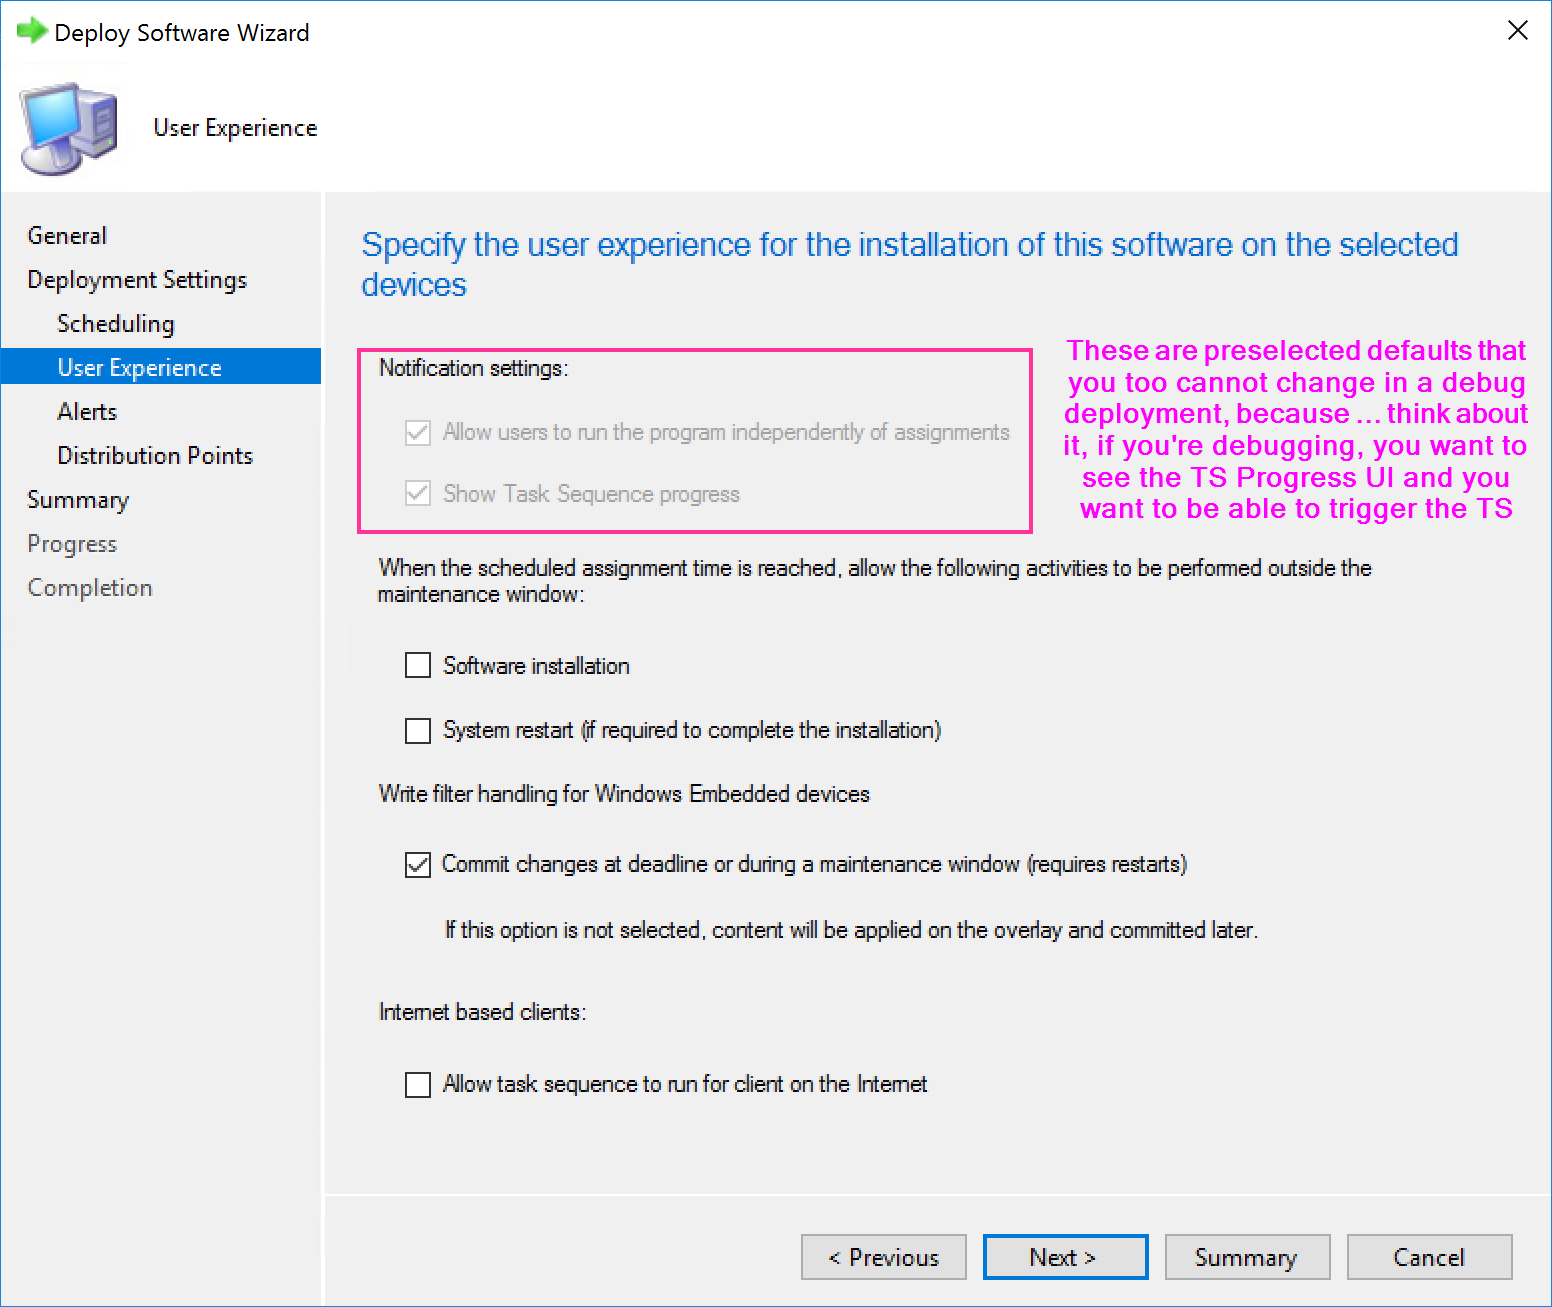 Deploy Software Wizard
User Experience
General
Deployment Settings
Scheduling
User Experience
Alerts
Distribution Points
Summary
Progress
Completion
Specify the user experience for the installation of this software on the selected
devices
Notification settings:
Allow users to run the program independently of assignments
Show Task Sequence progress
These are preselected defaults that
you too cannot change in a debug
deployment, because ... think about
it, if you're debugging, you want to
see the TS Progress UI and you
want to be able to trigger the TS
When the scheduled assignment time is reached, allow the following activities to be performed outside the
maintenance window:
Software installation
System restart (if required to complete the installation)
Write filter handling for Windows Embedded devices
Commit changes at deadline or during a maintenance window (requires restarts)
If this option is not selected, content will be applied on the overlay and committed later.
Internet based clients:
Allow task sequence to run for client on the Internet
< Previous
Next >
Summary
Cancel